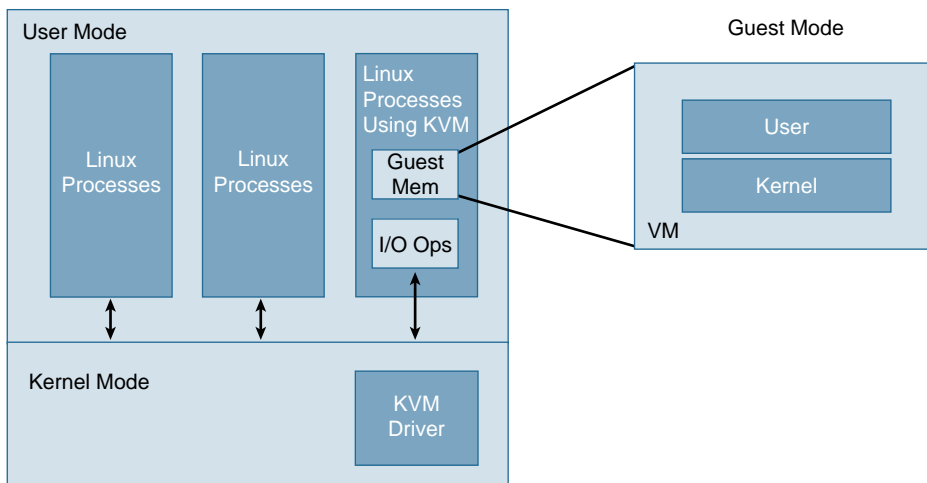 User Mode
Guest Mode
Linux
Processes
Linux
Processes
Linux
Processes
Using KVM
Guest
Mem
I/O Ops
User
Kernel
VM
Kernel Mode
KVM
Driver